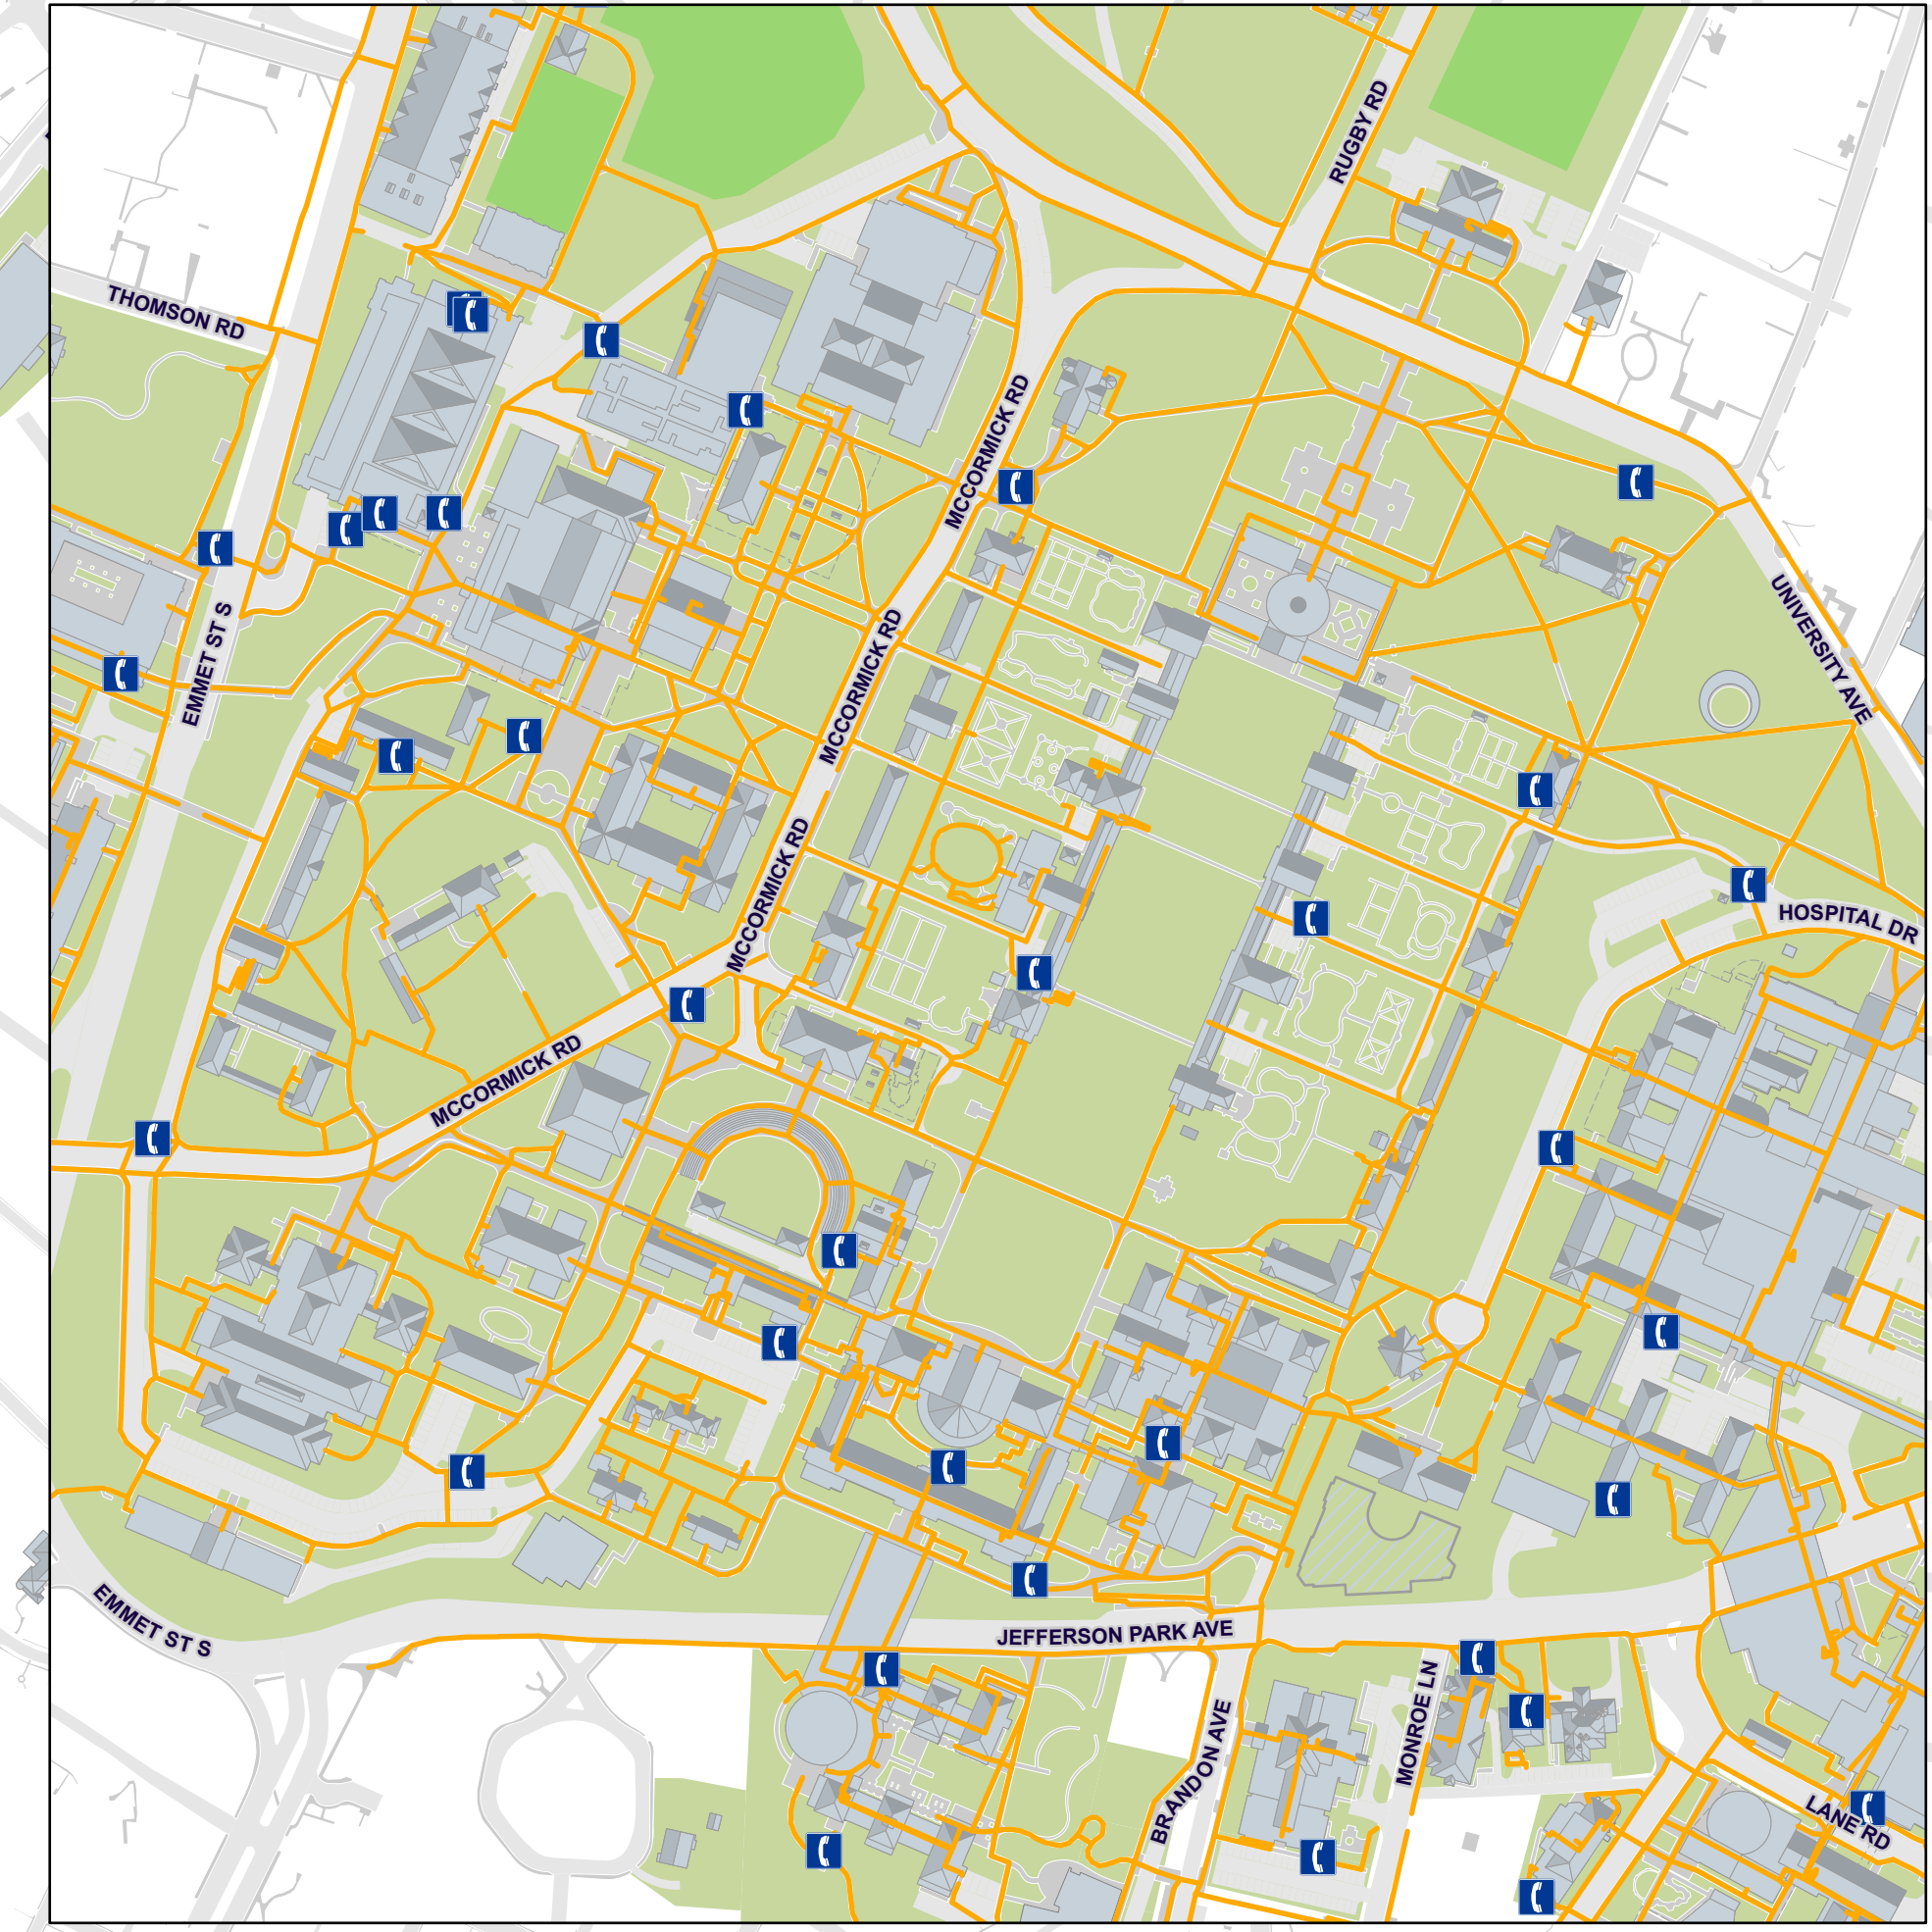 RUGBY RD
THOMSON RD
MCCORMICK RD
EMMET ST S
MCCORMICK RD
UNIVERSITY AVE
MCCORMICK RD
HOSPITAL DR
MCCORMICK RD
EMMET ST S
JEFFERSON PARK AVE
BRANDON AVE
MONROE LN
LANE RD